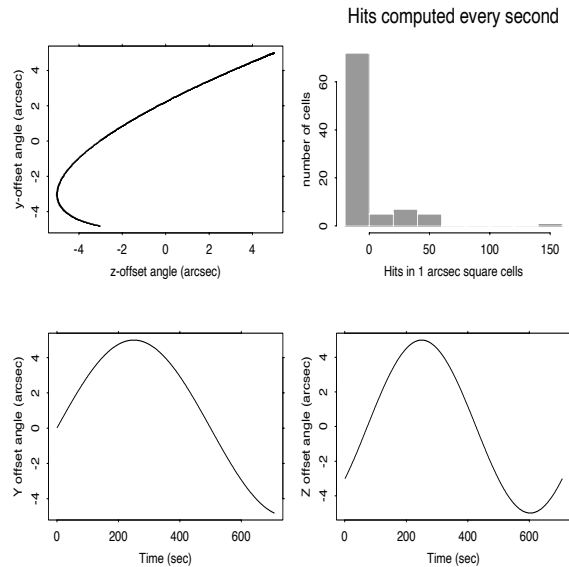 Hits computed every second
y-offset angle (arcsec)
4
2
0
-2
-4
-4 -2 0 2 4
z-offset angle (arcsec)
number of cells
60
40
20
0
0 50 100 150
Hits in 1 arcsec square cells
Y offset angle (arcsec)
4
2
0
-2
-4
0 200 400 600
Time (sec)
Z offset angle (arcsec)
4
2
0
-2
-4
0 200 400 600
Time (sec)